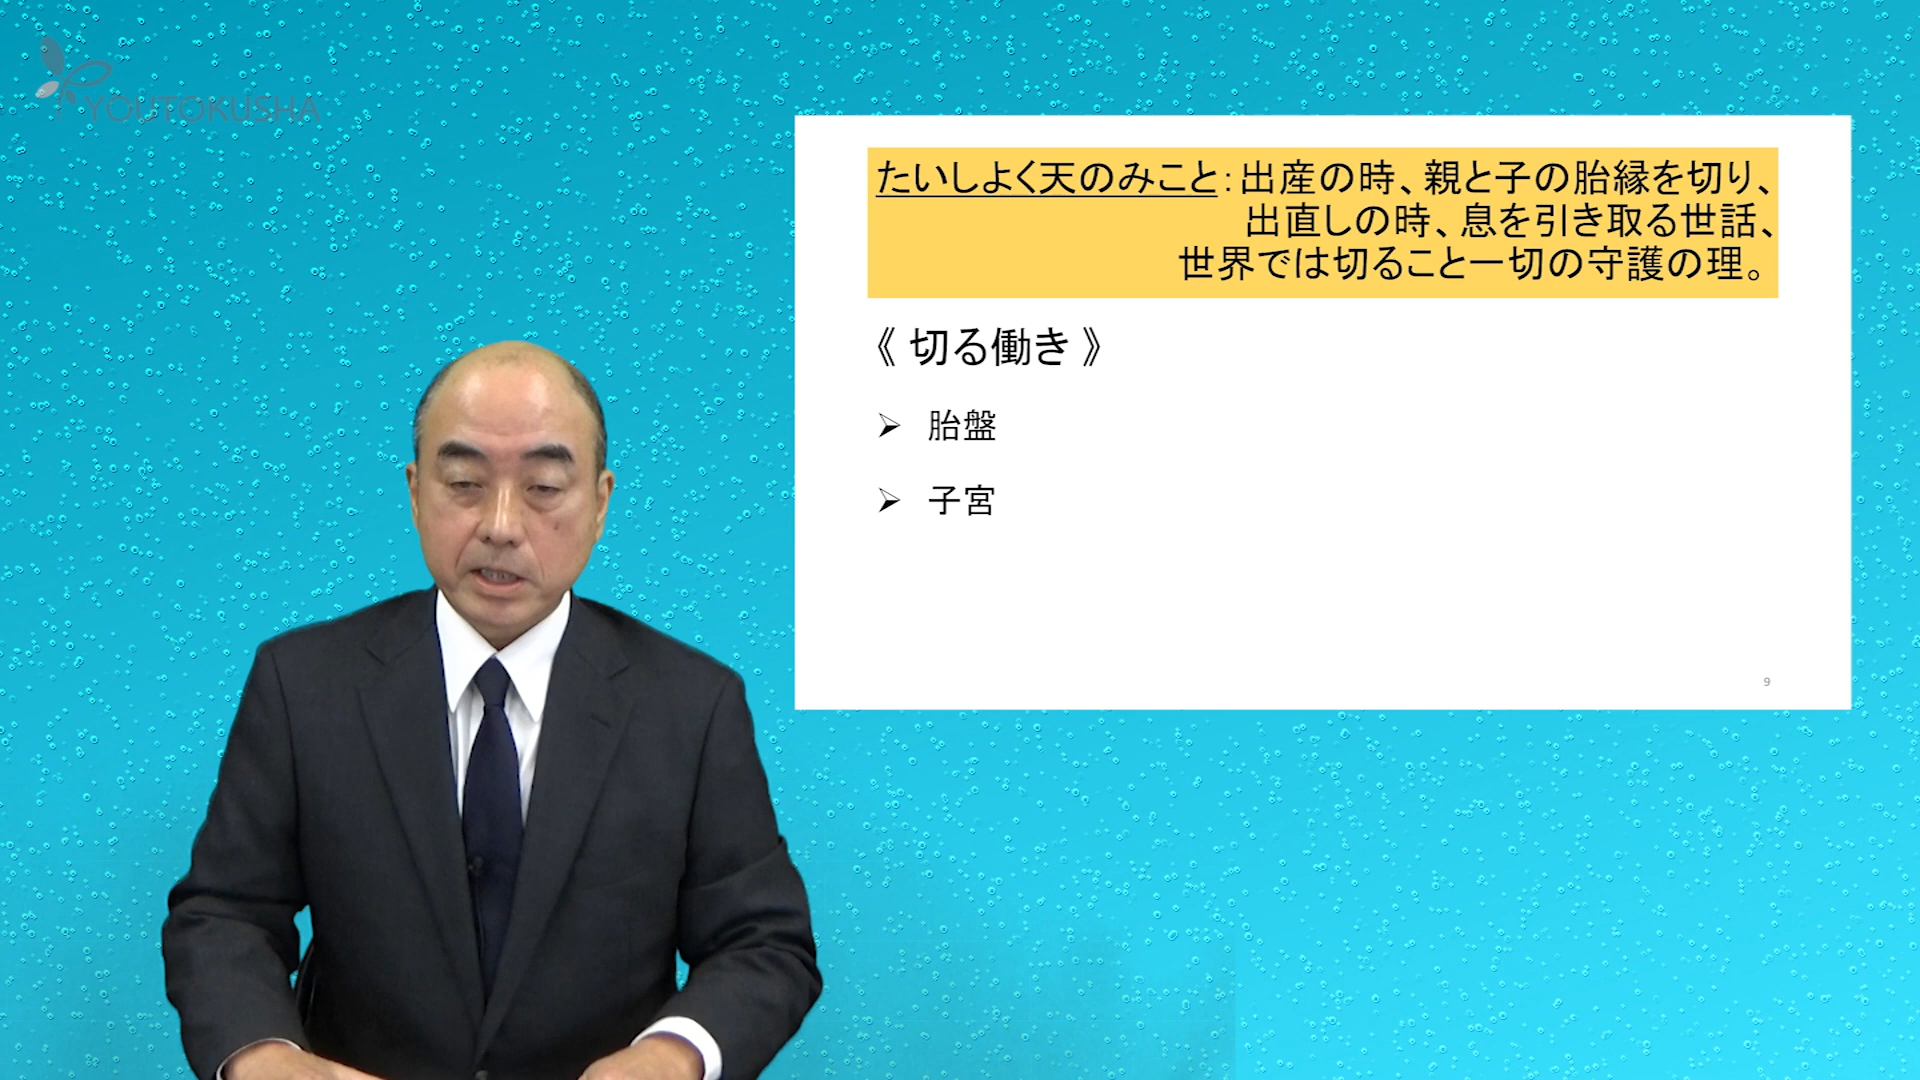 YOUTOKUSHA
たいしよく天のみこと：出産の時、親と子の胎縁を切り、
出直しの時、息を引き取る世話、
世界では切ること一切の守護の理。
《 切る働き 》
➢ 胎盤
➢ 子宮
9